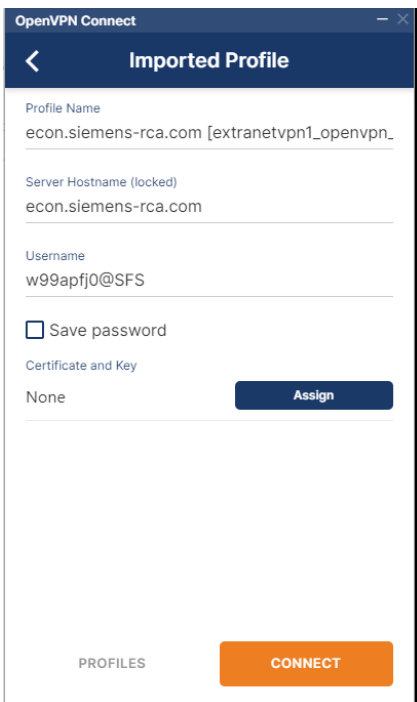 OpenVPN Connect
Imported Profile
Profile Name
econ.siemens-rca.com [extranetvpn1_openvpn_
Server Hostname (locked)
econ.siemens-rca.com
Username
w99apfj0@SFS
Save password
Certificate and Key
None
Assign
PROFILES
CONNECT